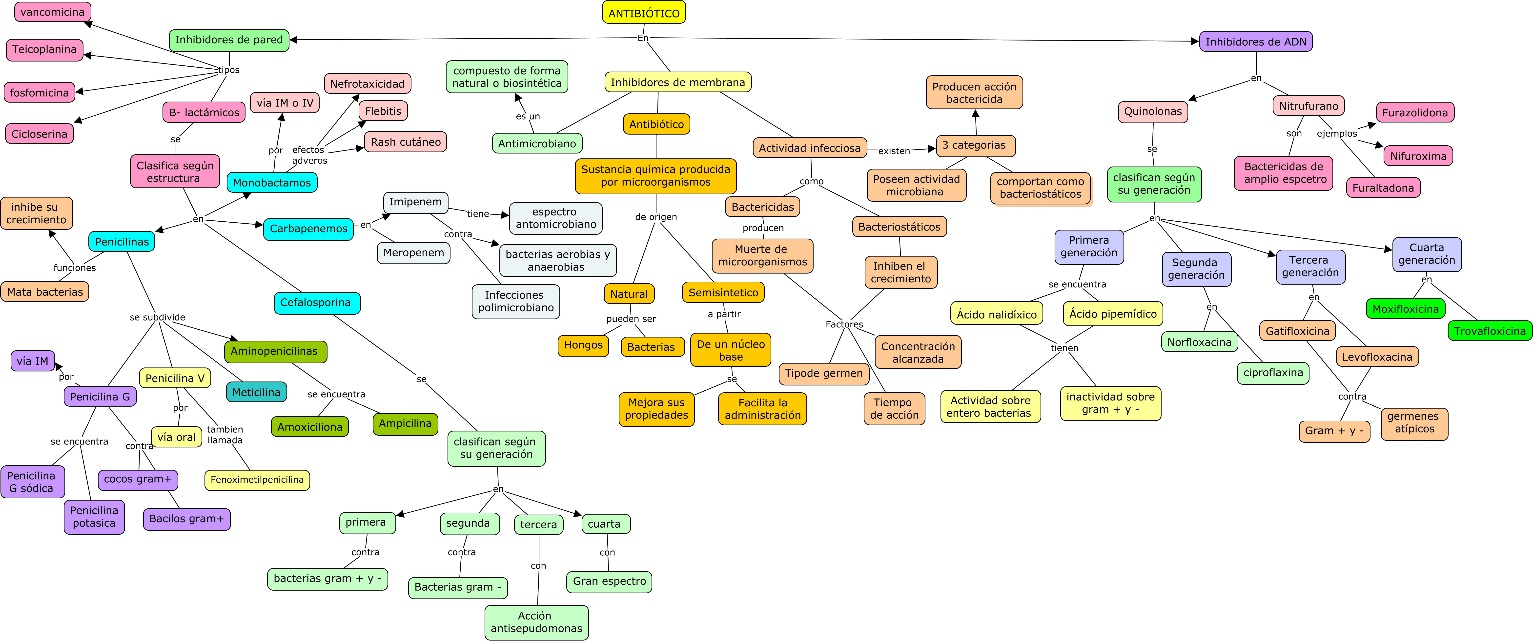 ANTIBIÓTICO
En
Inhibidores de pared
tipos
vancomicina
Teicoplanina
fosfomicina
Cicloserina
B- lactámicos
se
Clasifica según
estructura
en
Monobactamos
por
vía IM o IV
efectos
adveros
Nefrotaxicidad
Flebitis
Rash cutáneo
Carbapenemos
en
Imipenem
Meropenem
tiene
espectro
antomicrobiano
contra
bacterias aerobias y
anaerobias
Infecciones
polimicrobiano
Penicilinas
funciones
inhibe su
crecimiento
Mata bacterias
se subdivide
Penicilina G
por
vía IM
se encuentra
Penicilina
G sódica
Penicilina
potasica
contra
cocos gram+
Bacilos gram+
Penicilina V
por
vía oral
tambien
llamada
Fenoximetilpenicilina
Meticilina
Aminopenicilinas
se encuentra
Amoxiciliona
Ampicilina
Cefalosporina
se
clasifican según
su generación
en
primera
contra
bacterias gram + y -
segunda
contra
Bacterias gram -
tercera
con
Acción
antisepudomonas
cuarta
con
Gran espectro
Inhibidores de membrana
Antimicrobiano
es un
compuesto de forma
natural o biosintética
Antibiótico
Sustancia química producida
por microorganismos
de origen
Natural
pueden ser
Hongos
Bacterias
Semisintetico
a partir
De un núcleo
base
se
Mejora sus
propiedades
Facilita la
administración
Actividad infecciosa
existen
3 categorias
Producen acción
bactericida
Poseen actividad
microbiana
comportan como
bacteriostáticos
como
Bactericidas
producen
Muerte de
microorganismos
Bacteriostáticos
Inhiben el
crecimiento
Factores
Tipode germen
Concentración
alcanzada
Tiempo
de acción
Inhibidores de ADN
en
Quinolonas
se
clasifican según
su generación
en
Primera
generación
se encuentra
Ácido nalidíxico
Ácido pipemídico
tienen
Actividad sobre
entero bacterias
inactividad sobre
gram + y -
Segunda
generación
en
Norfloxacina
ciproflaxina
Tercera
generación
en
Gatifloxicina
Levofloxacina
contra
Gram + y -
germenes
atípicos
Cuarta
generación
en
Moxifloxicina
Trovafloxicina
Nitrufurano
son
Bactericidas de
amplio espcetro
ejemplos
Furazolidona
Nifuroxima
Furaltadona